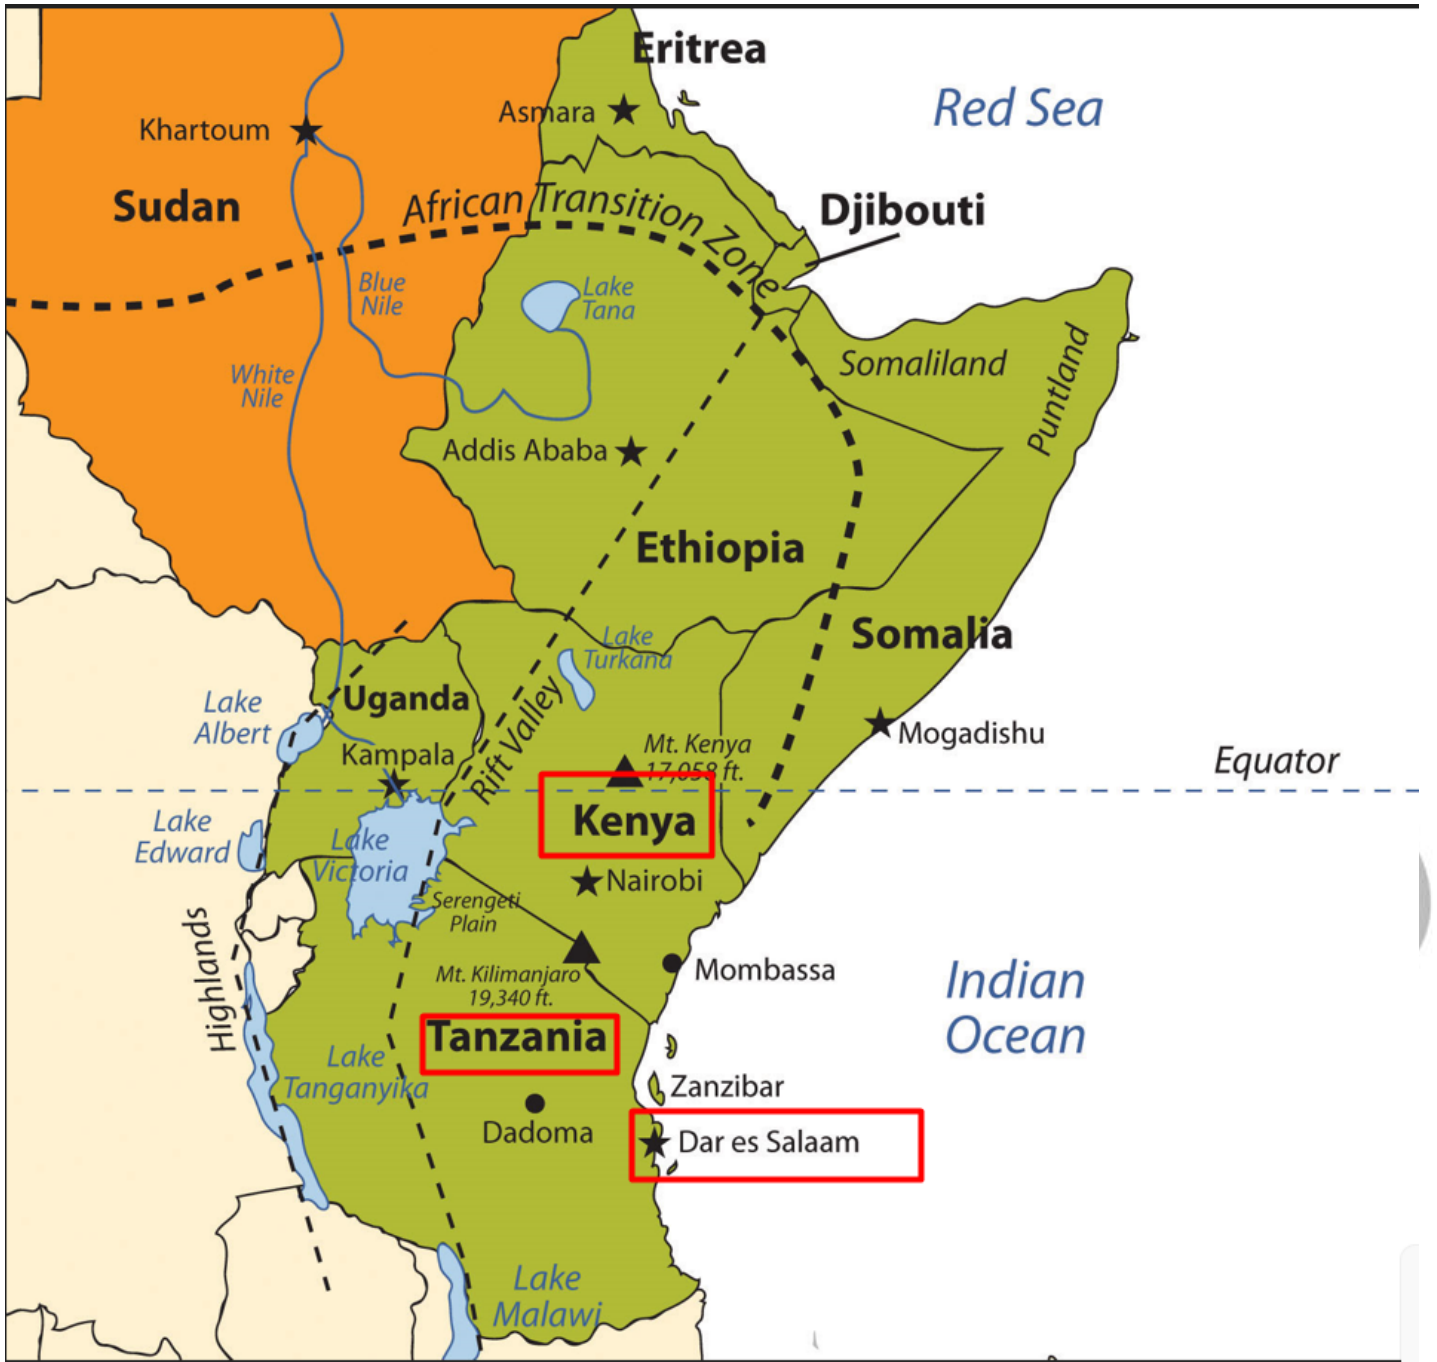 Eritrea
Red Sea
Asmara
Khartoum
Sudan
African Transition Zone
Djibouti
Blue
Nile
Lake
Tana
Somaliland
Puntland
White
Nile
Addis Ababa
Ethiopia
Somalia
Lake
Turkana
Uganda
Lake
Albert
Rift Valley
Mogadishu
Kampala
Mt. Kenya
17,058 ft.
Equator
Kenya
Lake
Edward
Lake
Victoria
Nairobi
Serengeti
Plain
Highlands
Mt. Kilimanjaro
19,340 ft.
Mombassa
Indian
Ocean
Tanzania
Lake
Tanganyika
Zanzibar
Dadoma
Dar es Salaam
Lake
Malawi